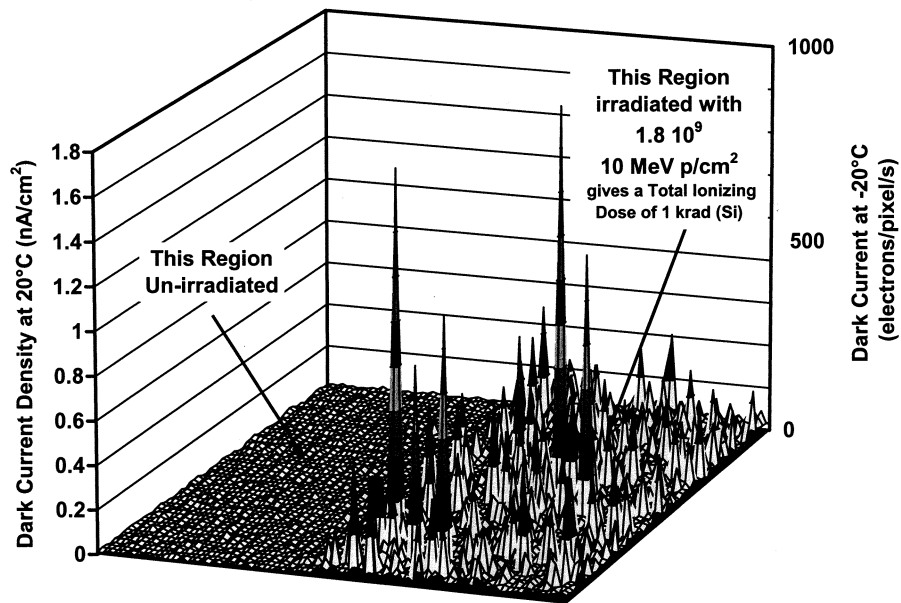 Dark Current Density at 20°C (nA/cm²)
1.8
1.6
1.4
1.2
1
0.8
0.6
0.4
0.2
0
This Region
Un-irradiated
This Region
irradiated with
1.8 10⁹
10 MeV p/cm²
gives a Total Ionizing
Dose of 1 krad (Si)
1000
500
0
Dark Current at -20°C
(electrons/pixel/s)